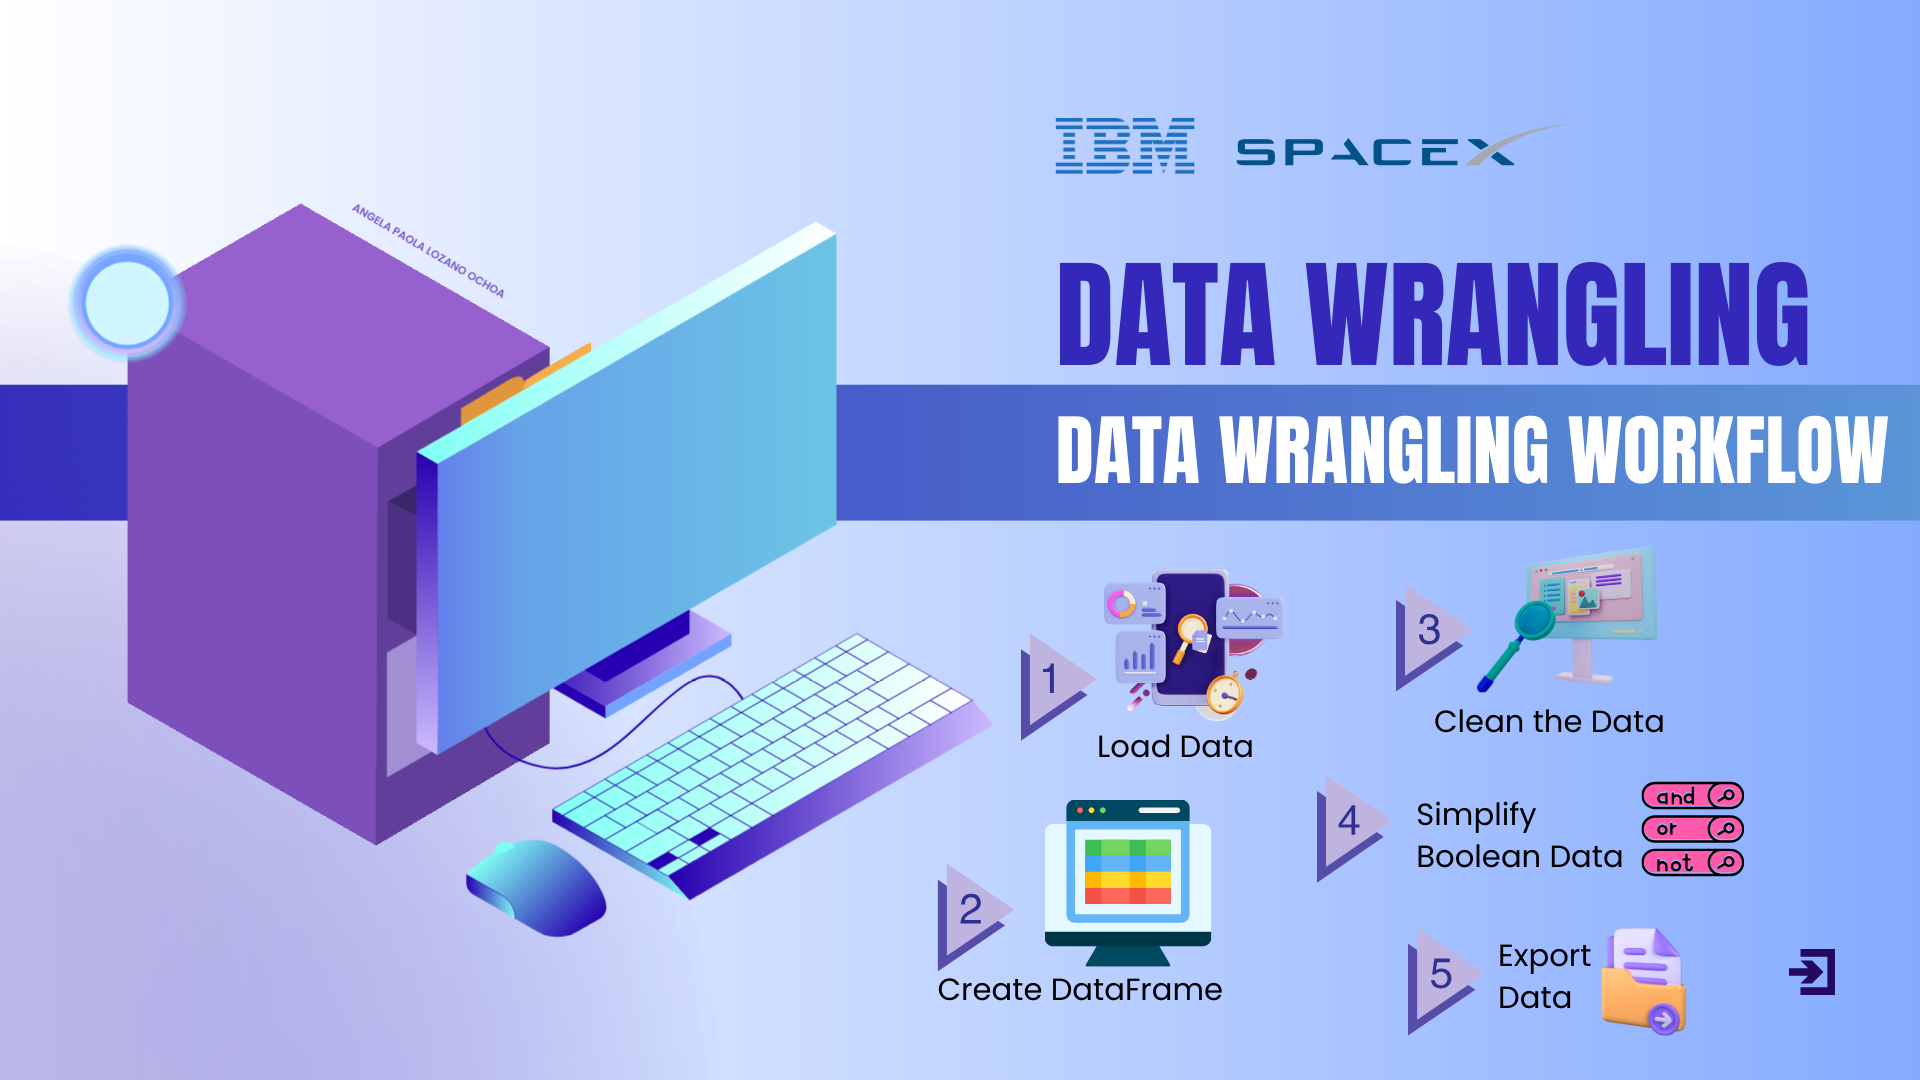 IBM SPACEX
ANGELA PAOLA LOZANO OCHOA
DATA WRANGLING
DATA WRANGLING WORKFLOW
1
Load Data
2
Create DataFrame
3
Clean the Data
4
Simplify
Boolean Data
and
or
not
5
Export
Data